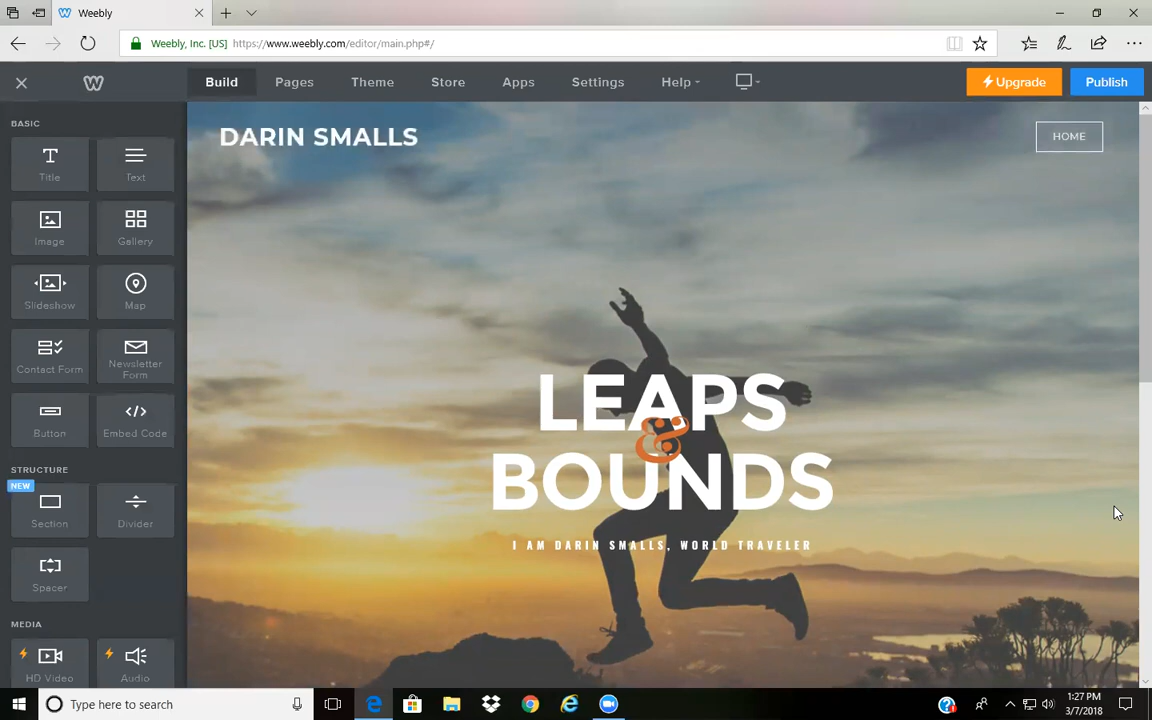 Weebly
Weebly, Inc. [US] https://www.weebly.com/editor/main.php#/
Build Pages Theme Store Apps Settings Help Upgrade Publish
BASIC
Title Text
Image Gallery
Slideshow Map
Contact Form Newsletter Form
Button Embed Code
STRUCTURE
NEW
Section Divider
Spacer
MEDIA
HD Video Audio
DARIN SMALLS
HOME
LEAPS
&
BOUNDS
I AM DARIN SMALLS, WORLD TRAVELER
Type here to search
1:27 PM
3/7/2018